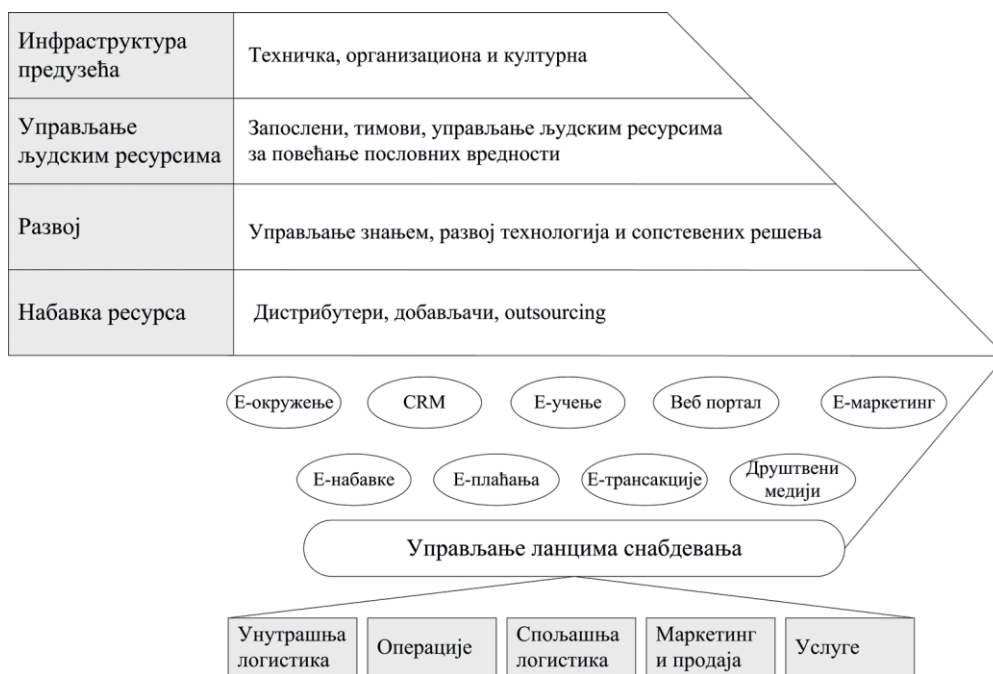 Инфраструктура
предузећа
Техничка, организациона и културна
Управљање
људским ресурсима
Запослени, тимови, управљање људским ресурсима
за повећање пословних вредности
Развој
Управљање знањем, развој технологија и сопстевених решења
Набавка ресурса
Дистрибутери, добављачи, outsourcing
Е-окружење
CRM
Е-учење
Веб портал
Е-маркетинг
Е-набавке
Е-плаћања
Е-трансакције
Друштвени
медији
Управљање ланцима снабдевања
Унутрашња
логистика
Операције
Спољашња
логистика
Маркетинг
и продаја
Услуге